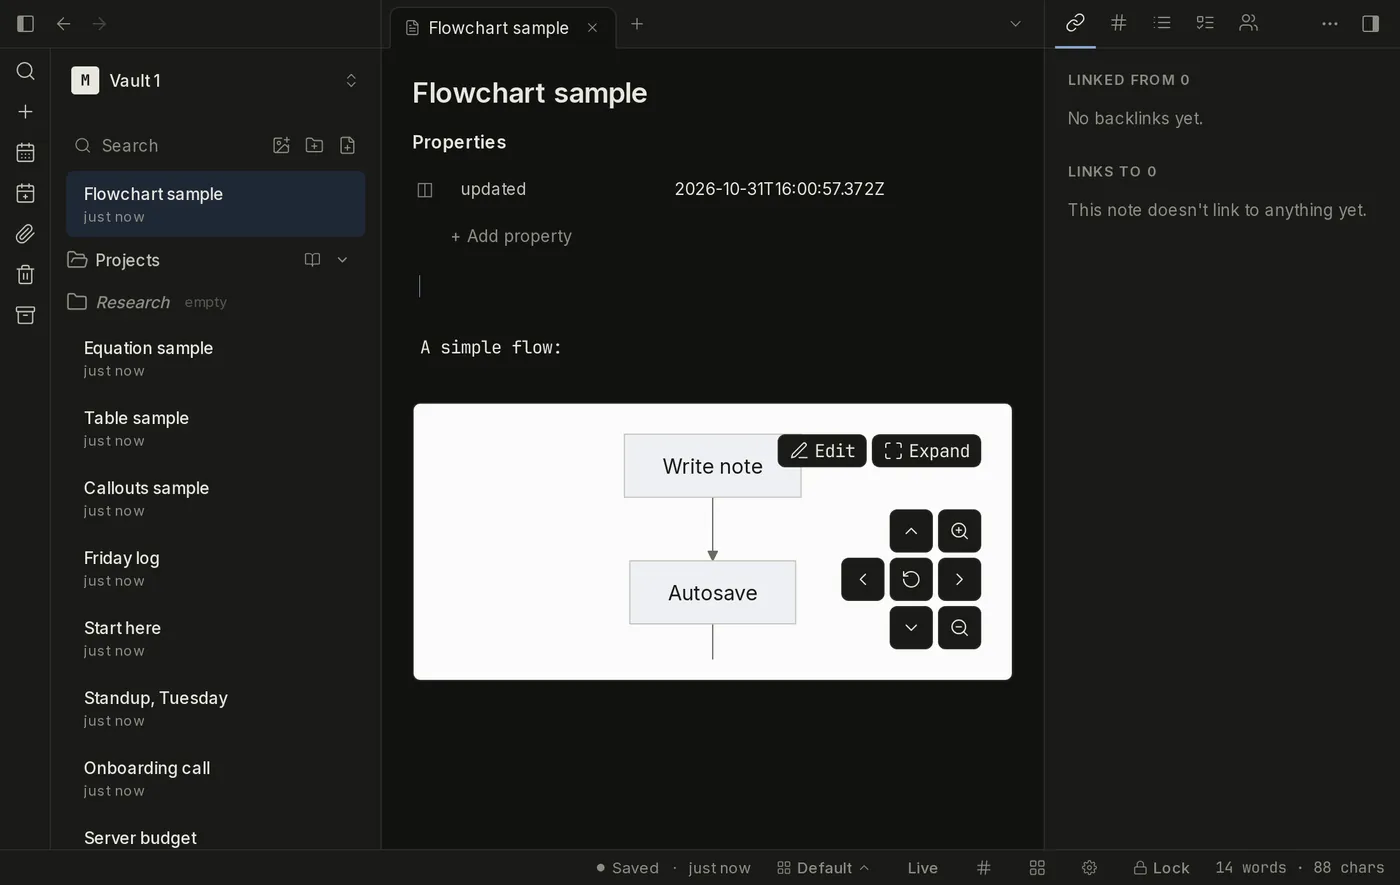 Flowchart sample
M Vault 1
Search
Flowchart sample
just now
Projects
Research empty
Equation sample
just now
Table sample
just now
Callouts sample
just now
Friday log
just now
Start here
just now
Standup, Tuesday
just now
Onboarding call
just now
Server budget
Flowchart sample
Properties
updated 2026-10-31T16:00:57.372Z
+ Add property
A simple flow:
Write note
Edit Expand
Autosave
LINKED FROM 0
No backlinks yet.
LINKS TO 0
This note doesn't link to anything yet.
Saved · just now Default Live Lock 14 words · 88 chars